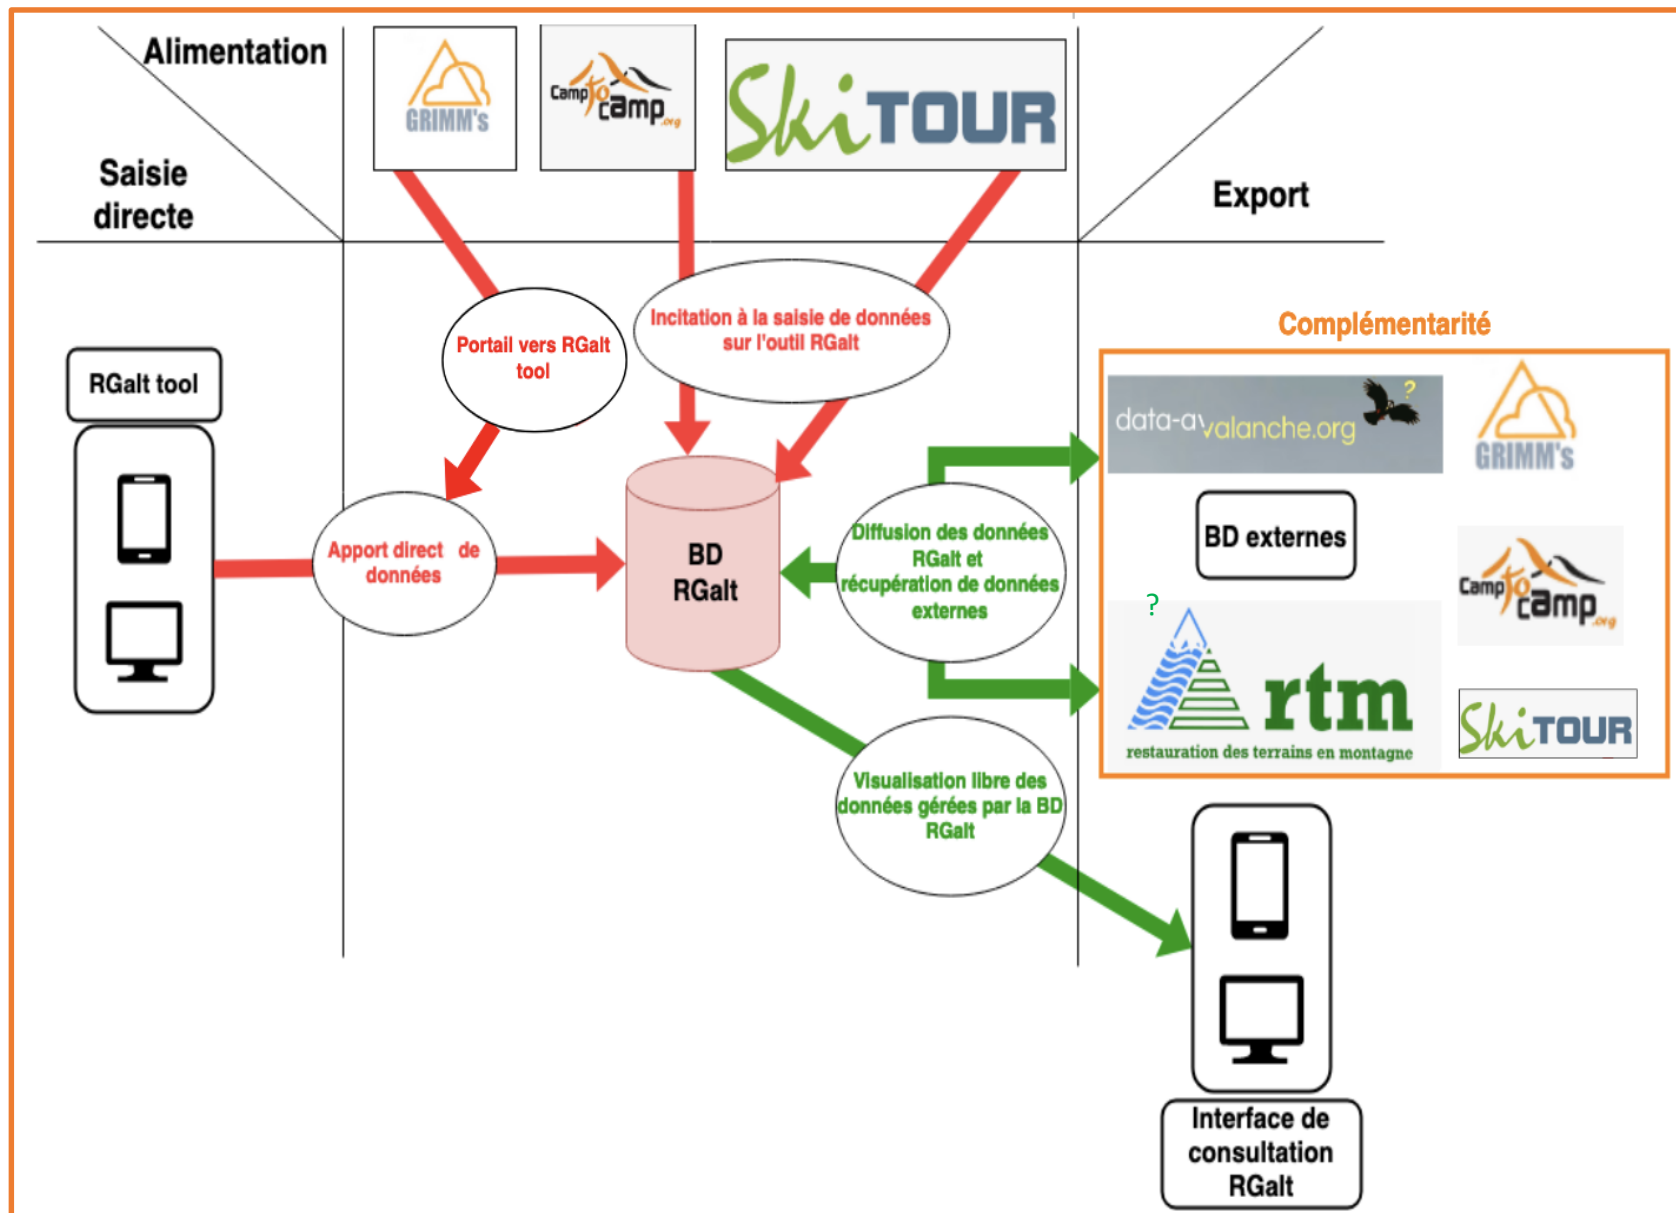 Alimentation
Saisie
directe
GRIMM's
Camp to camp.org
SkiTOUR
Export
Portail vers RGalt
tool
Incitation à la saisie de données
sur l'outil RGalt
Complémentarité
RGalt tool
data-avalanche.org
?
GRIMM's
Apport direct de
données
BD
RGalt
Diffusion des données
RGalt et
récupération de données
externes
BD externes
Camp to camp.org
?
rtm
restauration des terrains en montagne
SkiTOUR
Visualisation libre des
données gérées par la BD
RGalt
Interface de
consultation
RGalt